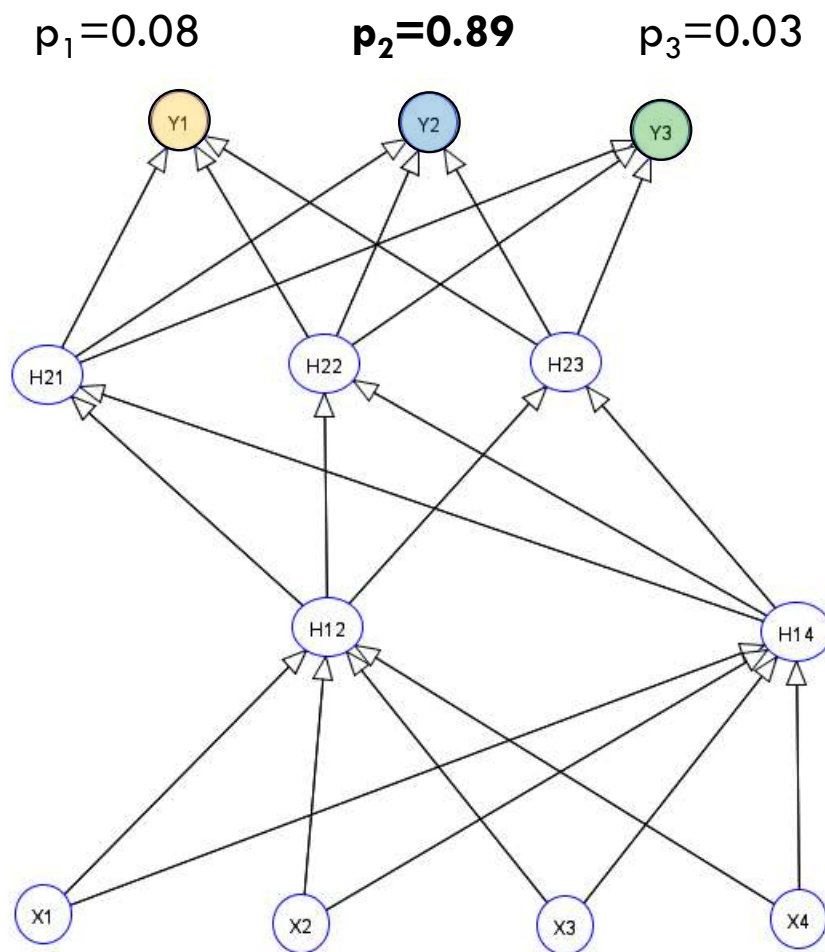 p₁=0.08 p₂=0.89 p₃=0.03
Y1 Y2 Y3
H21 H22 H23
H12 H14
X1 X2 X3 X4